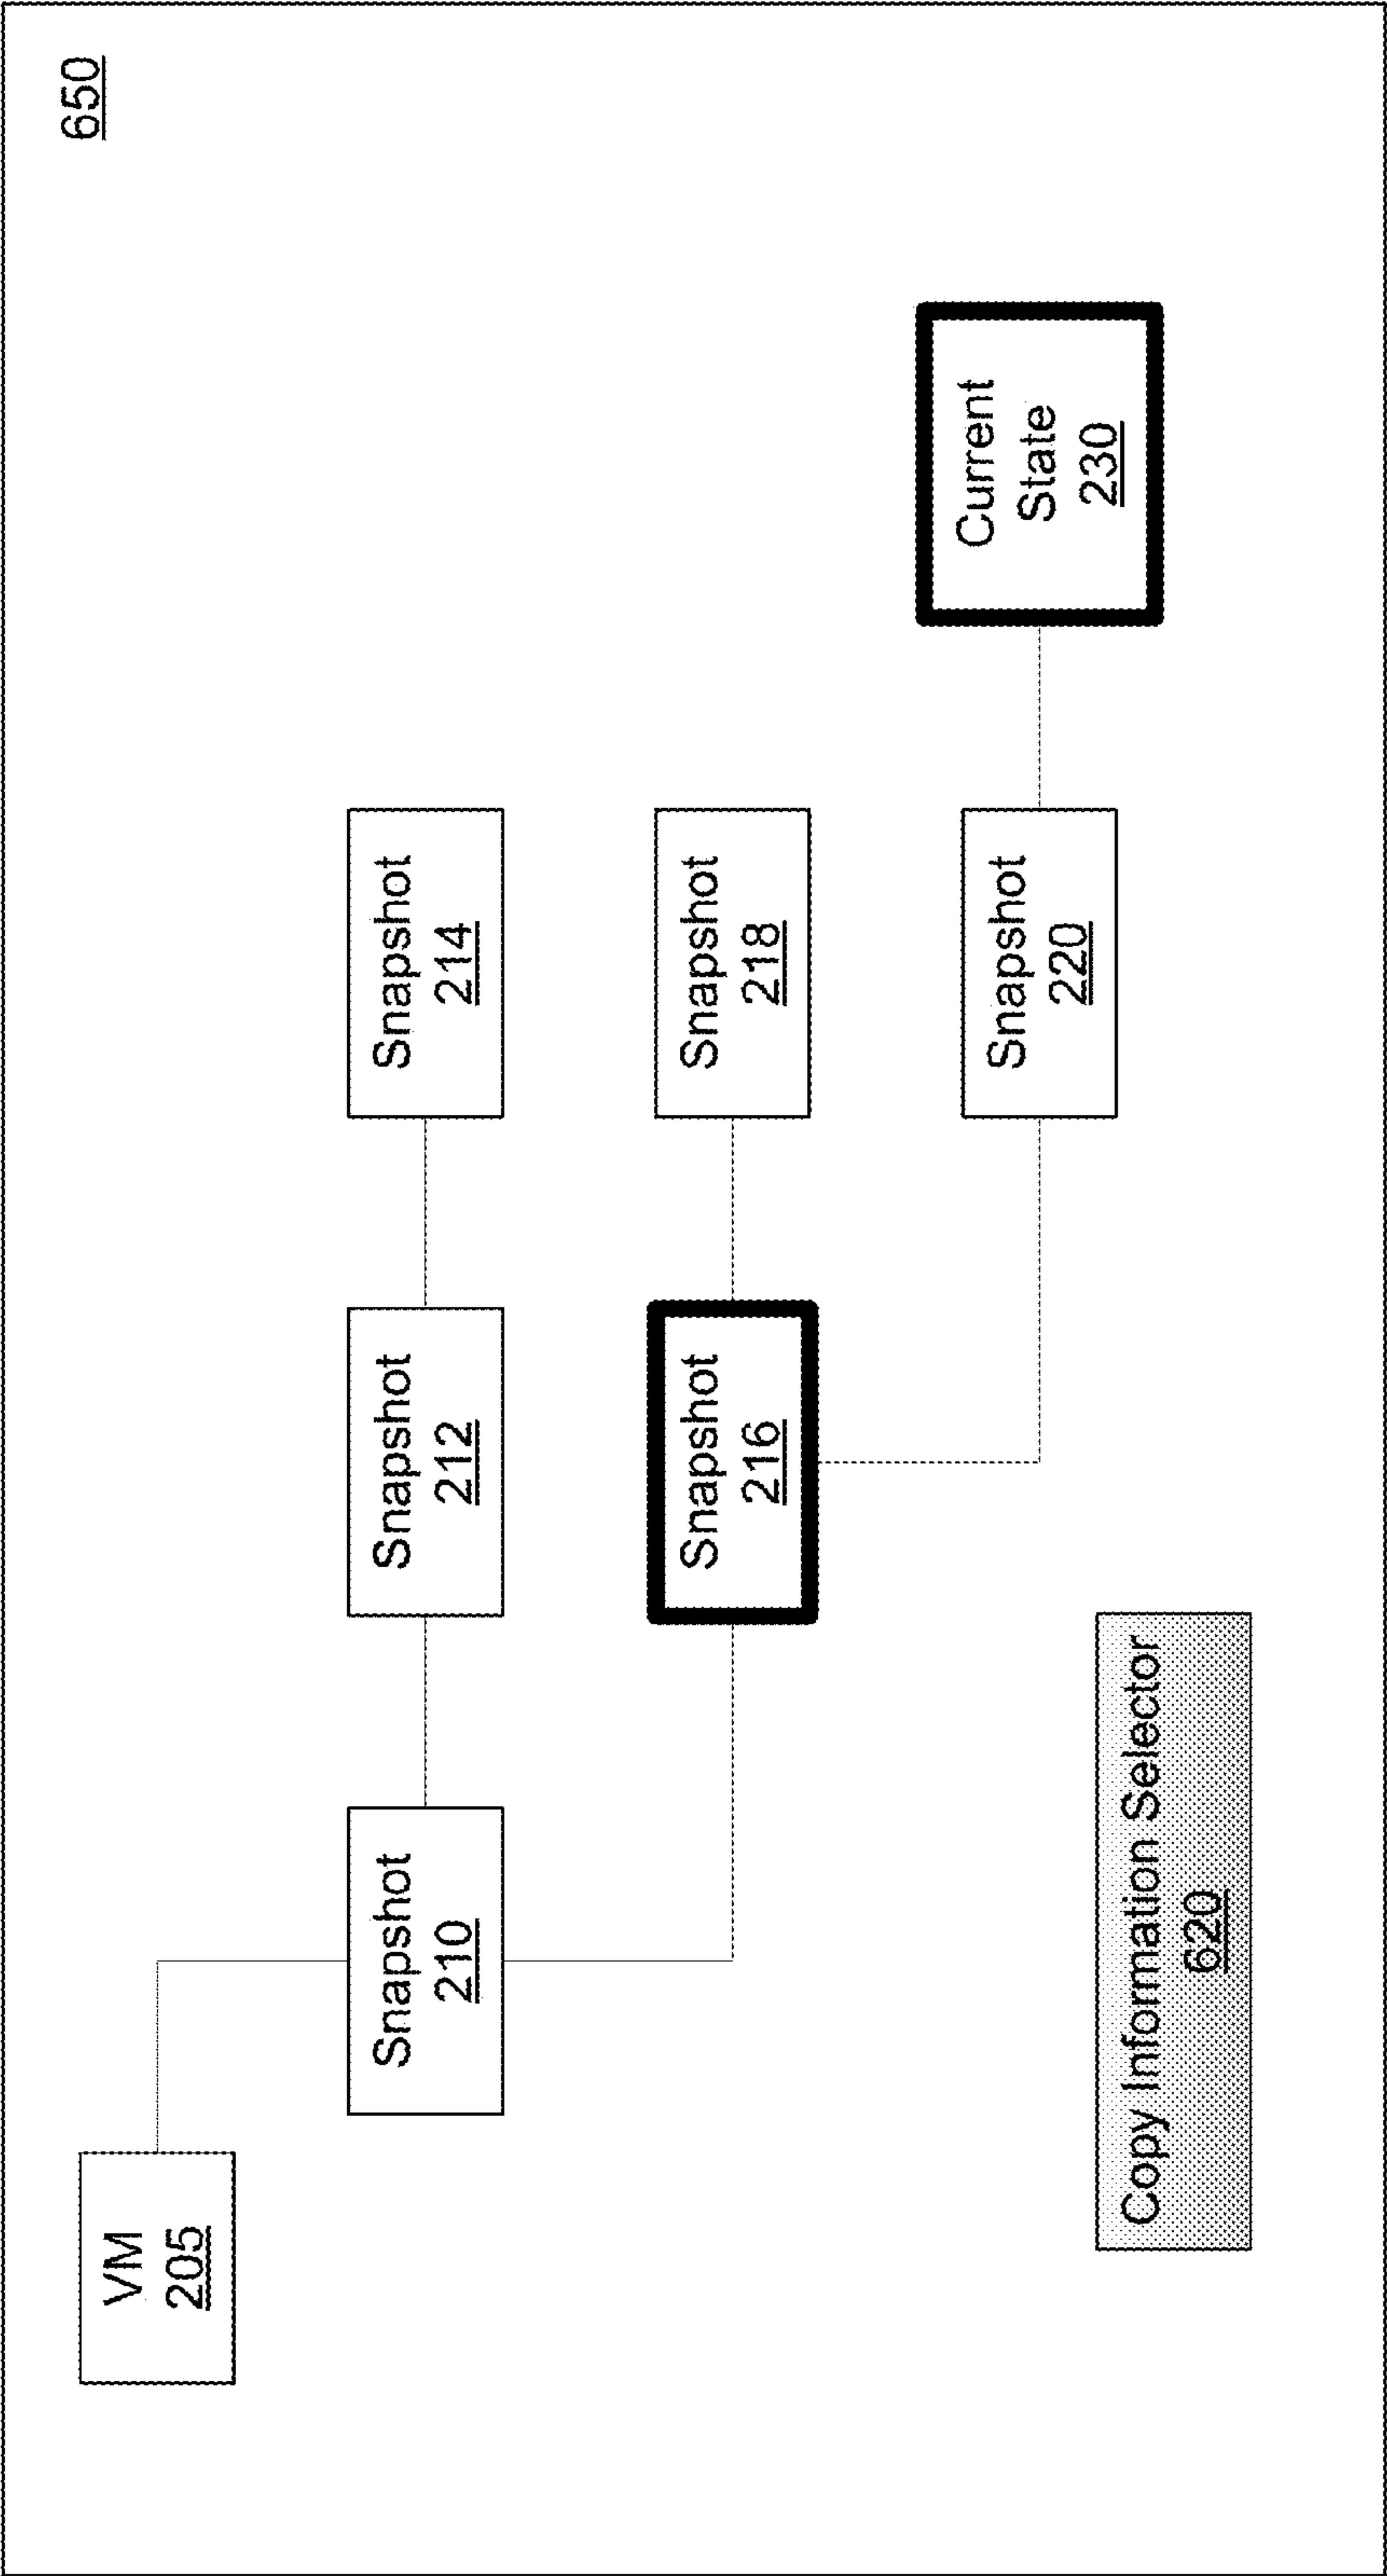 650
VM
205
Snapshot
210
Snapshot
212
Snapshot
214
Snapshot
216
Snapshot
218
Snapshot
220
Current
State
230
Copy Information Selector
620